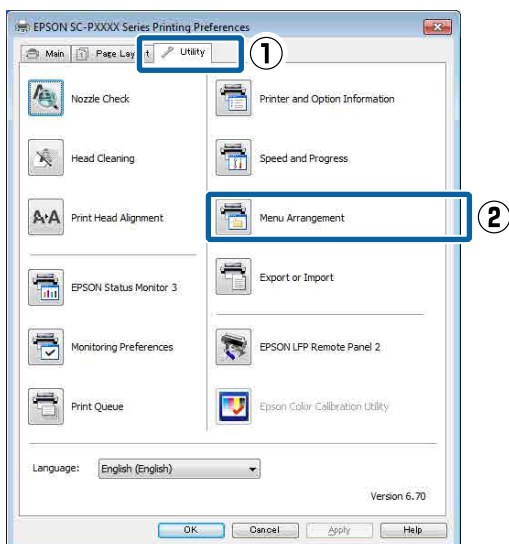 EPSON SC-PXXXX Series Printing Preferences
Main Page Lay t Utility ①
Nozzle Check
Printer and Option Information
Head Cleaning
Speed and Progress
A▸A Print Head Alignment
Menu Arrangement ②
EPSON Status Monitor 3
Export or Import
Monitoring Preferences
EPSON LFP Remote Panel 2
Print Queue
Epson Color Calibration Utility
Language: English (English)
Version 6.70
OK Cancel Apply Help